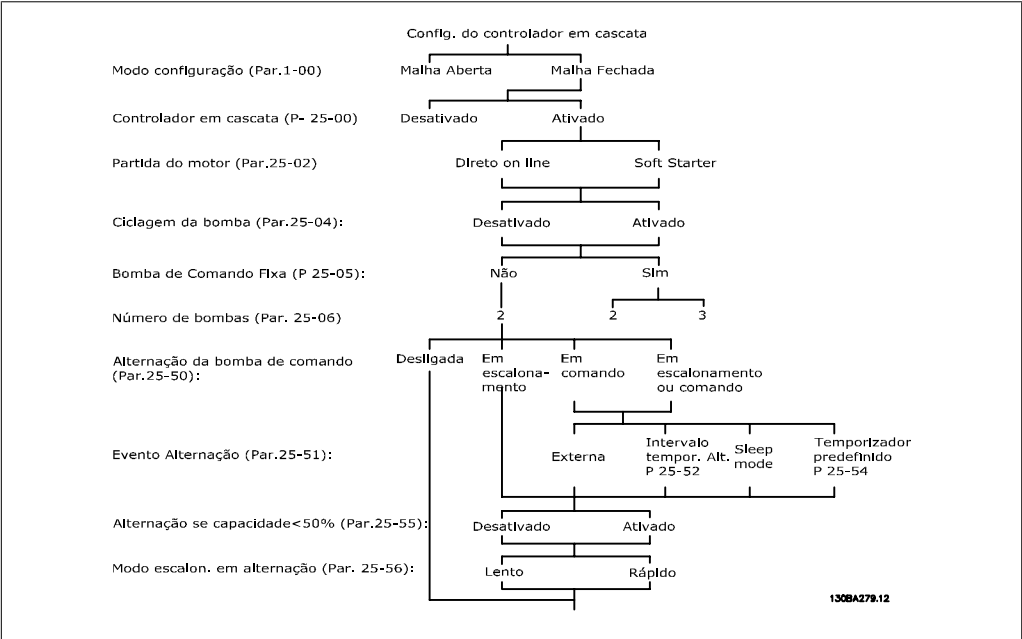 Config. do controlador em cascata
Modo configuração (Par.1-00)
Malha Aberta
Malha Fechada
Controlador em cascata (P- 25-00)
Desativado
Ativado
Partida do motor (Par.25-02)
Direto on line
Soft Starter
Ciclagem da bomba (Par.25-04):
Desativado
Ativado
Bomba de Comando Fixa (P 25-05):
Não
Sim
Número de bombas (Par. 25-06)
2
2
3
Alternação da bomba de comando
(Par.25-50):
Desligada
Em
escalona-
mento
Em
comando
Em
escalonamento
ou comando
Evento Alternação (Par.25-51):
Externa
Intervalo
tempor. Alt.
P 25-52
Sleep
mode
Temporizador
predefinido
P 25-54
Alternação se capacidade<50% (Par.25-55):
Desativado
Ativado
Modo escalon. em alternação (Par. 25-56):
Lento
Rápido
130BA279.12